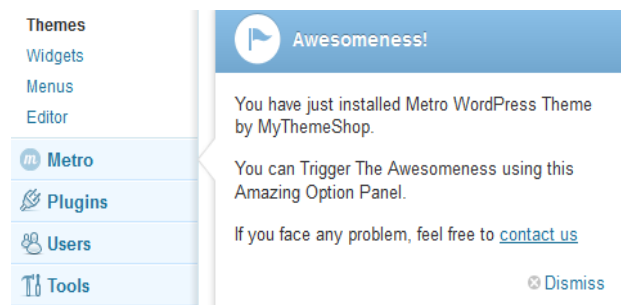 Themes
Widgets
Menus
Editor
Metro
Plugins
Users
Tools
Awesomeness!
You have just installed Metro WordPress Theme
by MyThemeShop.
You can Trigger The Awesomeness using this
Amazing Option Panel.
If you face any problem, feel free to contact us
Dismiss